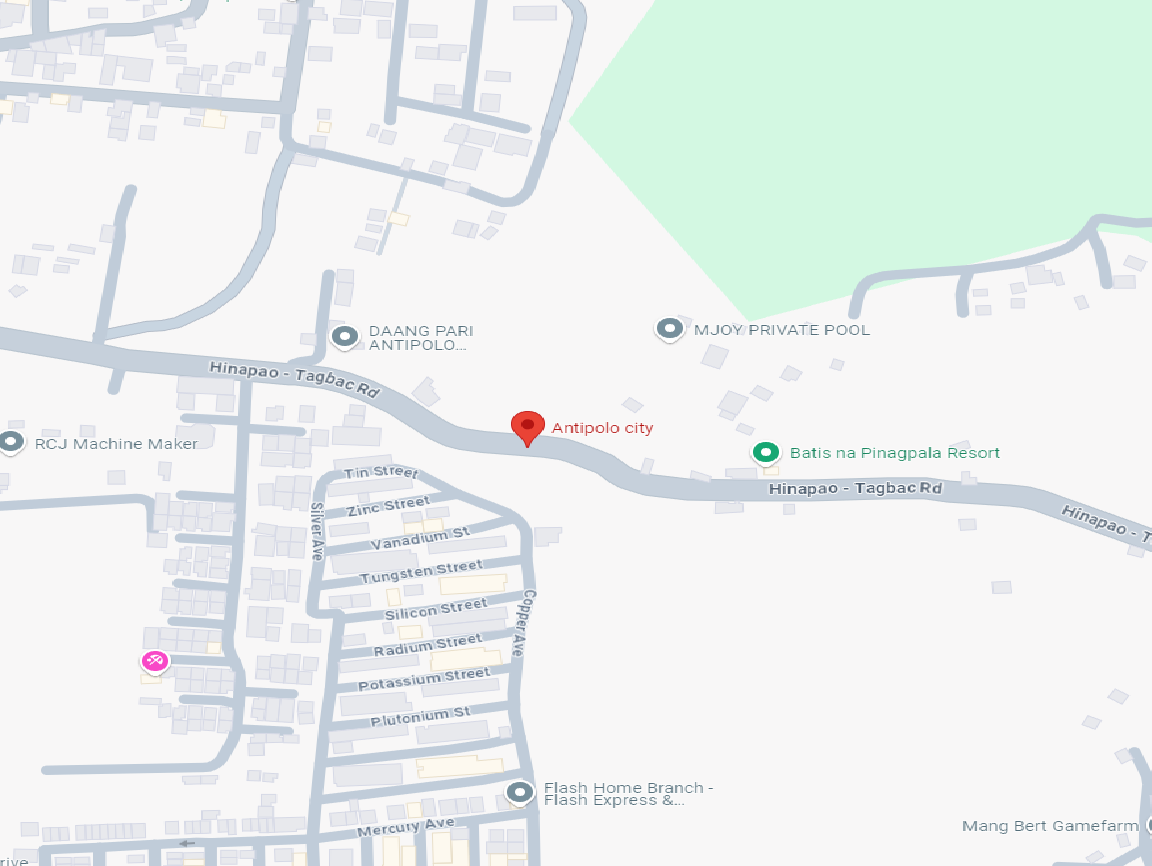 DAANG PARI
ANTIPOLO...
MJOY PRIVATE POOL
Hinapao - Tagbac Rd
Antipolo city
RCJ Machine Maker
Batis na Pinagpala Resort
Tin Street
Hinapao - Tagbac Rd
Zinc Street
Silver Ave
Hinapao - T
Vanadium St
Tungsten Street
Silicon Street
Copper Ave
Radium Street
Potassium Street
Plutonium St
Flash Home Branch -
Flash Express &...
Mercury Ave
Mang Bert Gamefarm
rive